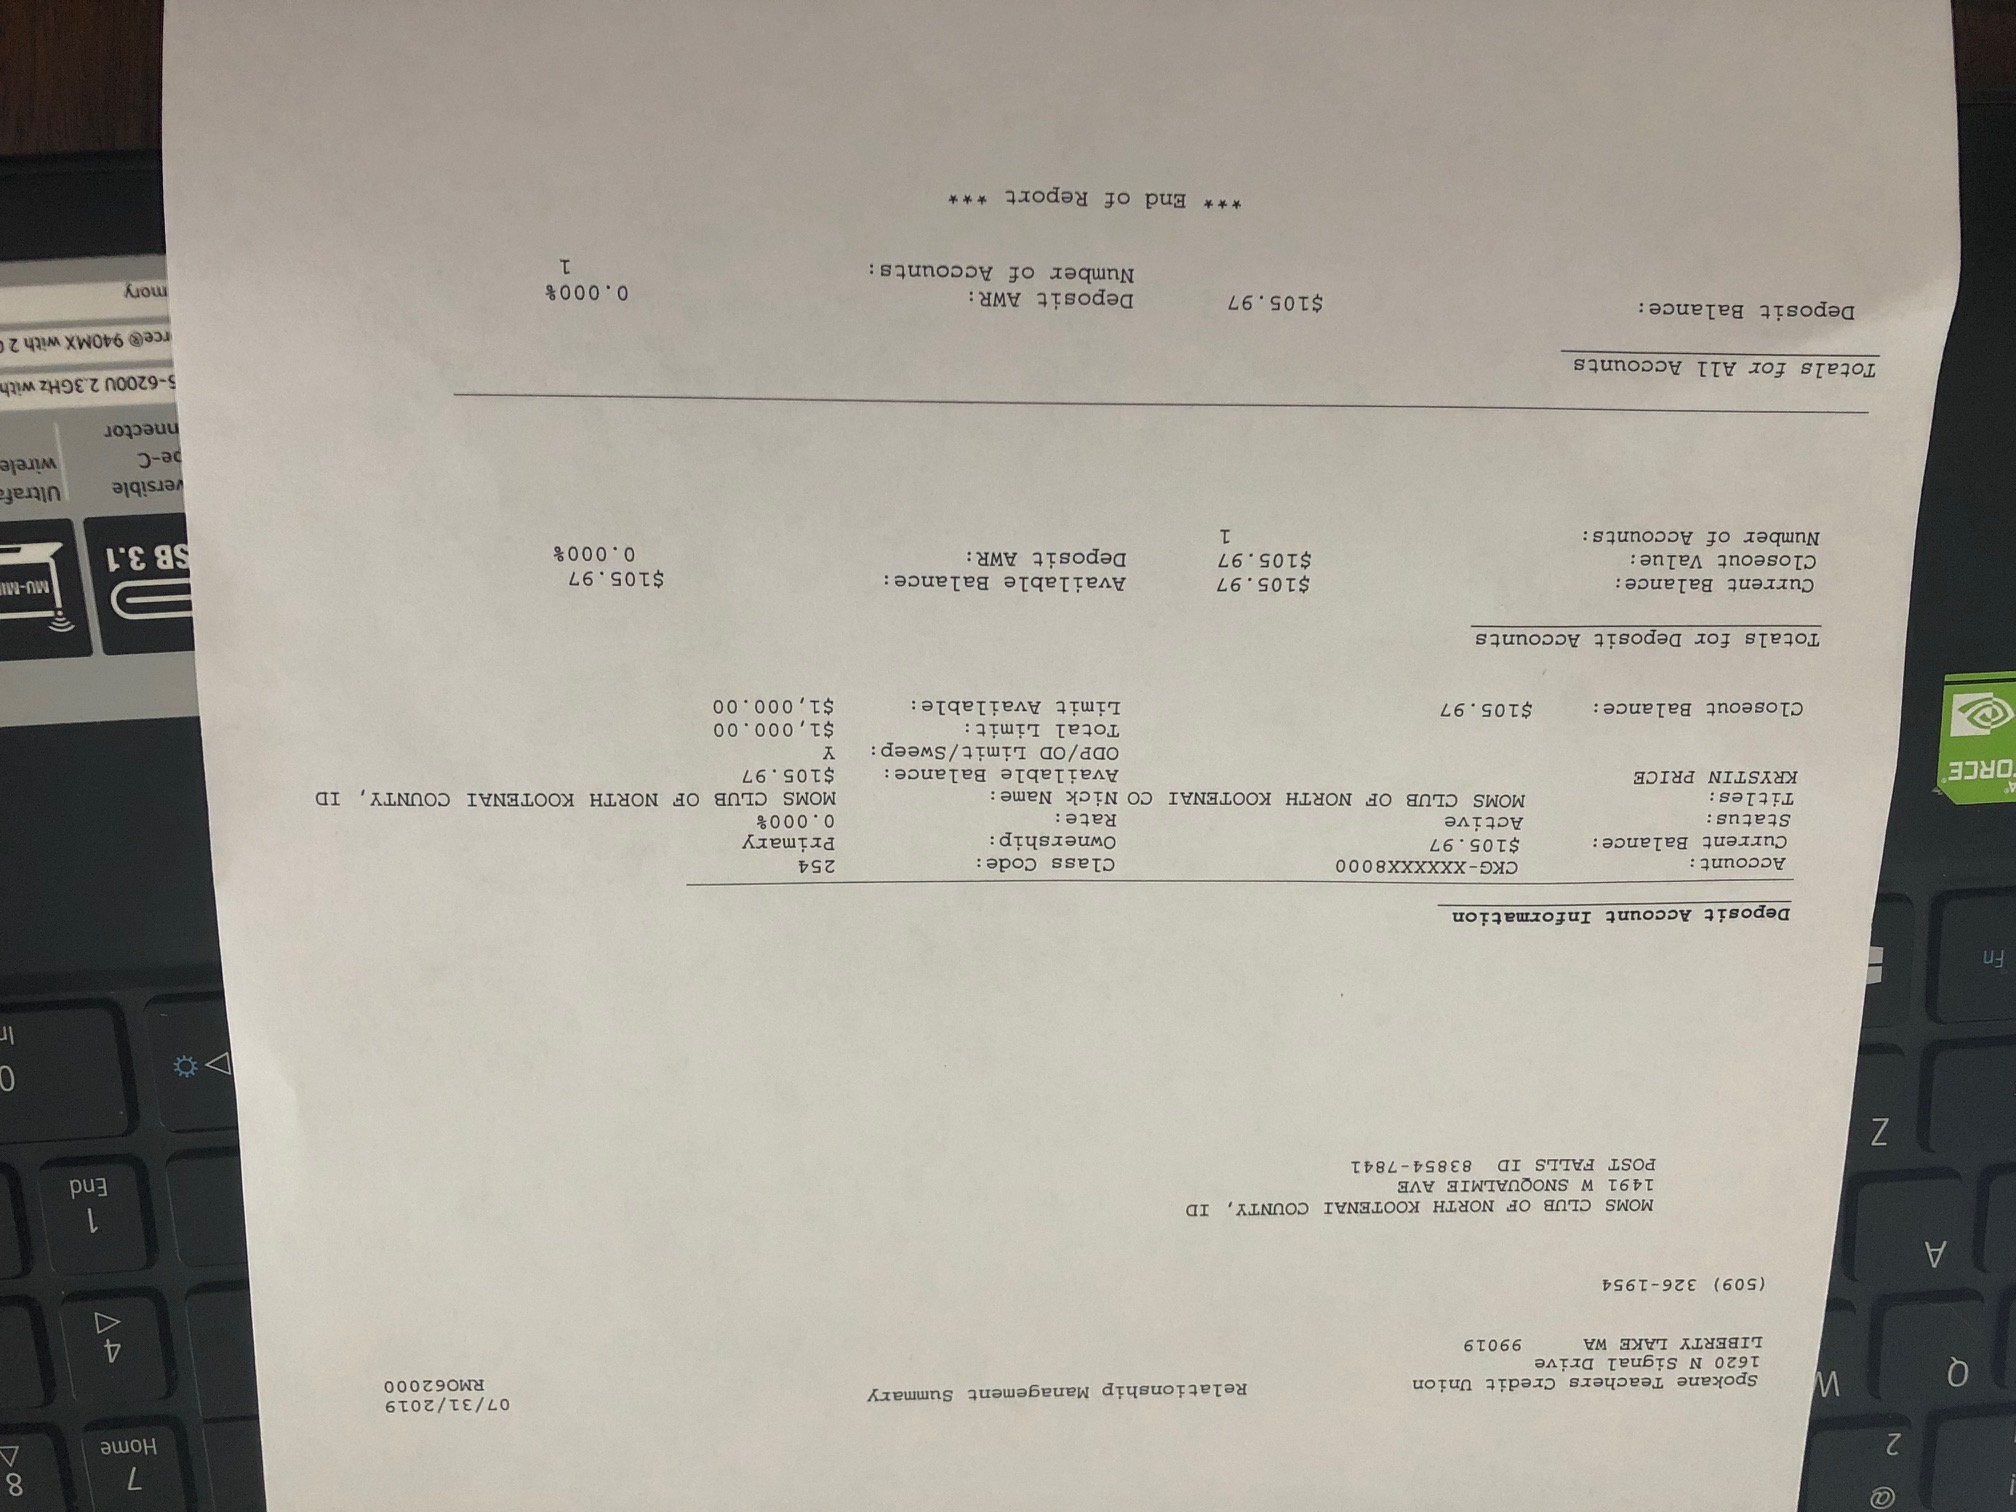 Spokane Teachers Credit Union Relationship Management Summary 07/31/2019
1620 N Signal Drive RMO62000
LIBERTY LAKE WA 99019
(509) 326-1954
MOMS CLUB OF NORTH KOOTENAI COUNTY, ID
1491 W SNOQUALMIE AVE
POST FALLS ID 83854-7841
Deposit Account Information
Account: CKG-XXXXXX8000 Class Code: 254
Current Balance: $105.97 Ownership: Primary
Status: Active Rate: 0.000%
Titles: MOMS CLUB OF NORTH KOOTENAI CO Nick Name: MOMS CLUB OF NORTH KOOTENAI COUNTY, ID
KRYSTIN PRICE Available Balance: $105.97
ODP/OD Limit/Sweep: Y
Total Limit: $1,000.00
Closeout Balance: $105.97 Limit Available: $1,000.00
Totals for Deposit Accounts
Current Balance: $105.97 Available Balance: $105.97
Closeout Value: $105.97 Deposit AWR: 0.000%
Number of Accounts: 1
Totals for All Accounts
Deposit Balance: $105.97 Deposit AWR: 0.000%
Number of Accounts: 1
*** End of Report ***
@
2
Q
W
A
Z
Fn
ORCE
8
7
Home
4
1
End
0
In
MU-MI
SB 3.1
versible
pe-C
nnector
Ultrafa
wirele
5-6200U 2.3GHz with
rce® 940MX with 2
mory